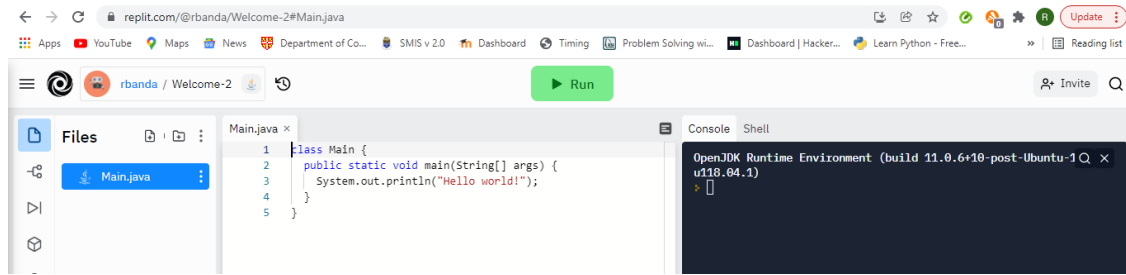 replit.com/@rbanda/Welcome-2#Main.java
R Update
Apps YouTube Maps News Department of Co... SMIS v 2.0 Dashboard Timing Problem Solving wi... Dashboard | Hacker... Learn Python - Free... » Reading list
rbanda / Welcome-2 Run Invite
Files Main.java × Console Shell
Main.java
1 class Main {
2 public static void main(String[] args) {
3 System.out.println("Hello world!");
4 }
5 }
OpenJDK Runtime Environment (build 11.0.6+10-post-Ubuntu-1
u118.04.1)